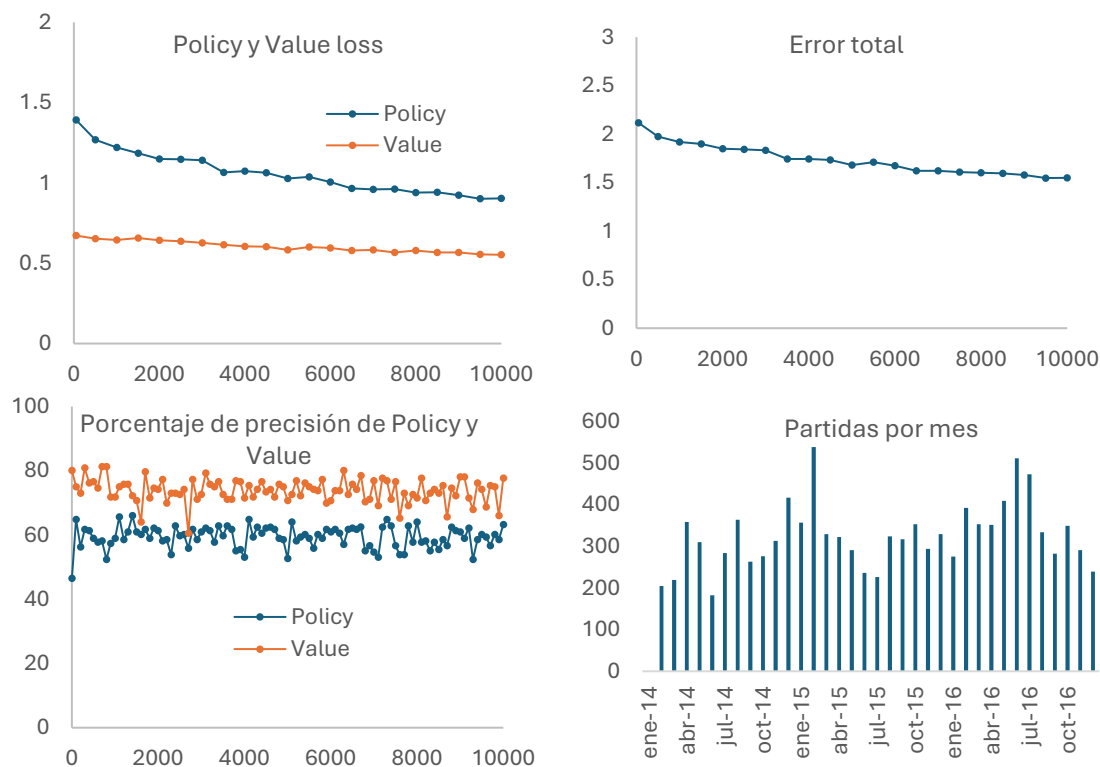 Policy y Value loss
2
1.5
1
0.5
0
Policy
Value
0
2000
4000
6000
8000
10000
Error total
3
2.5
2
1.5
1
0.5
0
0
2000
4000
6000
8000
10000
Porcentaje de precisión de Policy y
Value
100
80
60
40
20
0
Policy
Value
0
2000
4000
6000
8000
10000
Partidas por mes
600
500
400
300
200
100
0
ene-14
abr-14
jul-14
oct-14
ene-15
abr-15
jul-15
oct-15
ene-16
abr-16
jul-16
oct-16